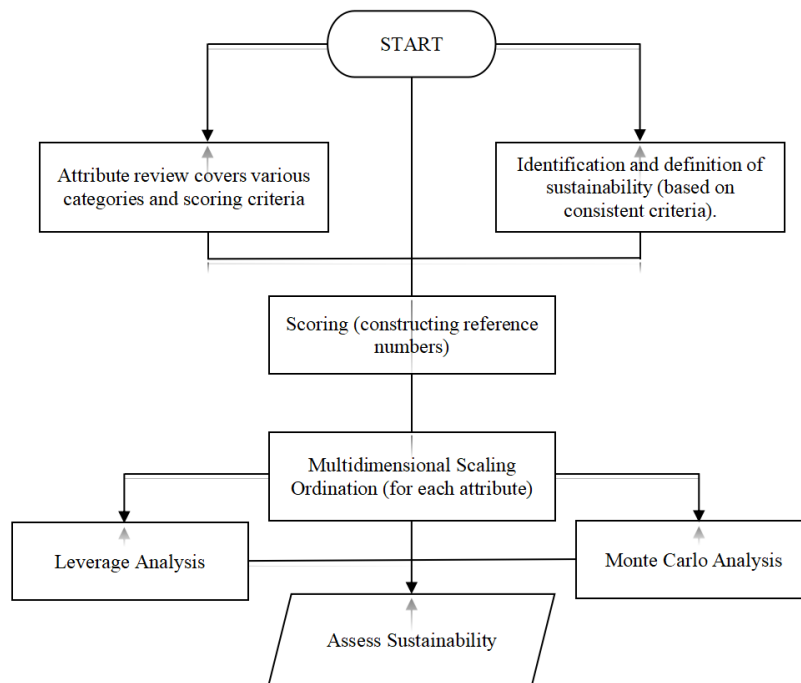 START
Attribute review covers various
categories and scoring criteria
Identification and definition of
sustainability (based on
consistent criteria).
Scoring (constructing reference
numbers)
Multidimensional Scaling
Ordination (for each attribute)
Leverage Analysis
Monte Carlo Analysis
Assess Sustainability